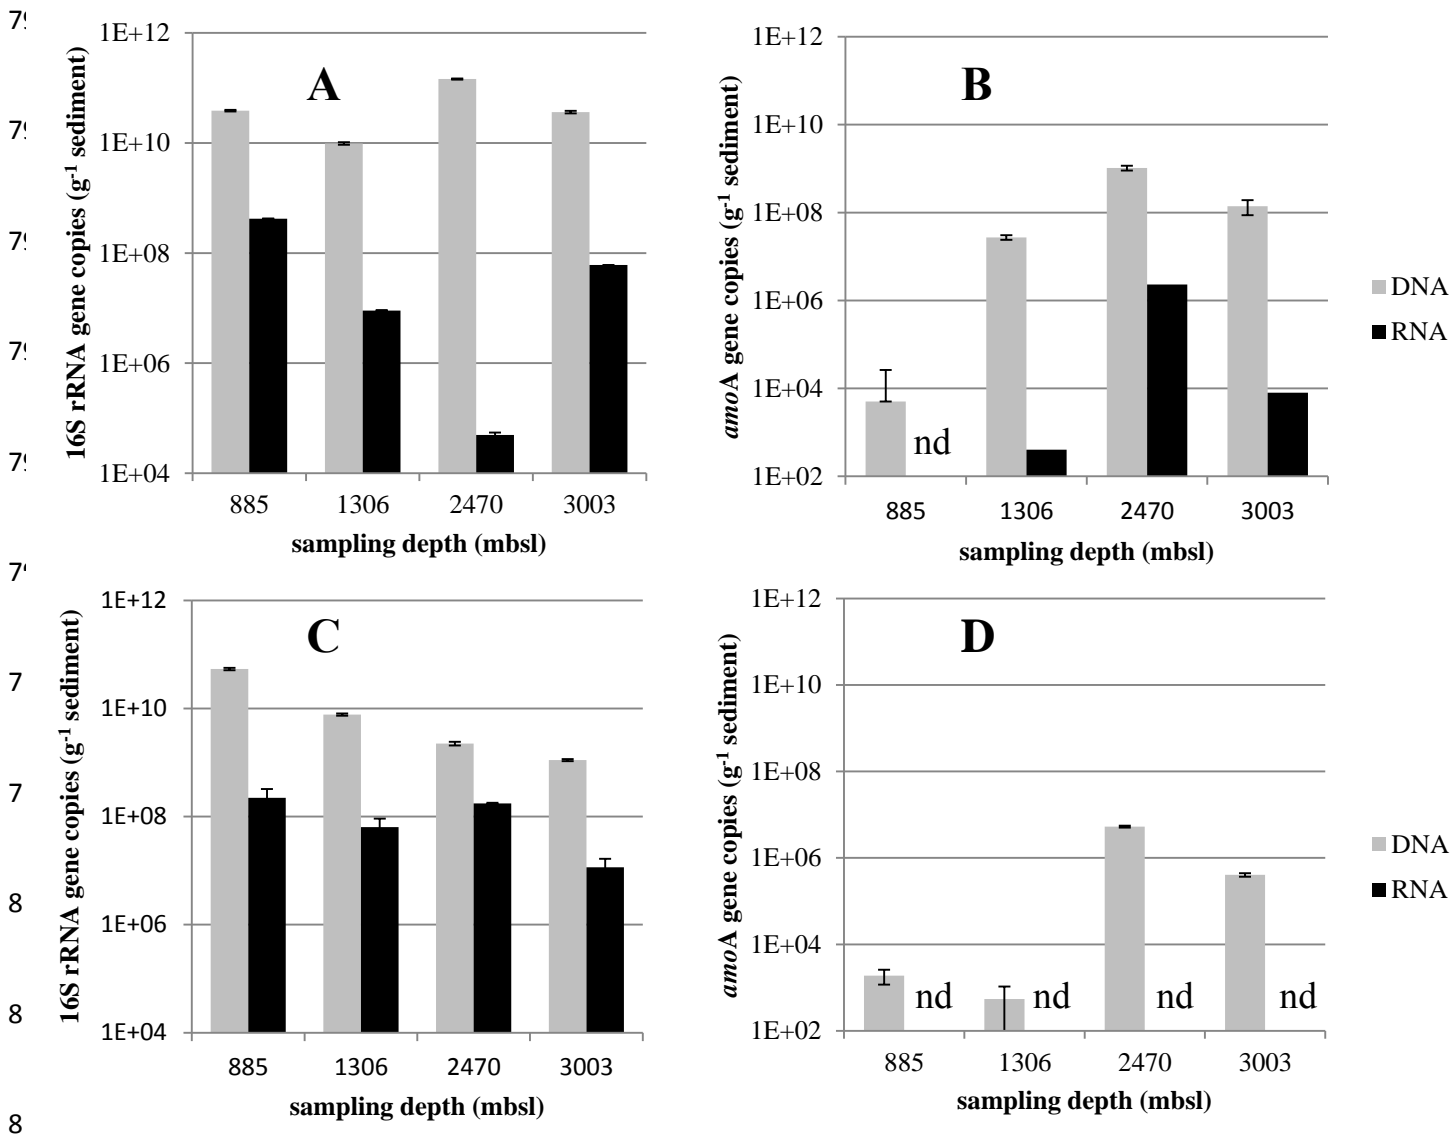 A
16S rRNA gene copies (g-1 sediment)
1E+12
1E+10
1E+08
1E+06
1E+04
885 1306 2470 3003
sampling depth (mbsl)
B
amoA gene copies (g-1 sediment)
1E+12
1E+10
1E+08
1E+06
1E+04
1E+02
nd
885 1306 2470 3003
sampling depth (mbsl)
DNA
RNA
C
16S rRNA gene copies (g-1 sediment)
1E+12
1E+10
1E+08
1E+06
1E+04
885 1306 2470 3003
sampling depth (mbsl)
D
amoA gene copies (g-1 sediment)
1E+12
1E+10
1E+08
1E+06
1E+04
1E+02
nd nd nd nd
885 1306 2470 3003
sampling depth (mbsl)
DNA
RNA